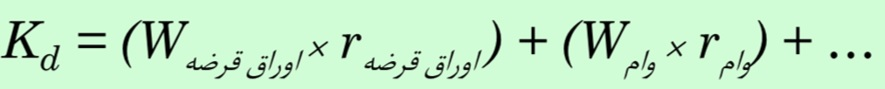 K_d = (W_اوراق قرضه × r_اوراق قرضه) + (W_وام × r_وام) + ...